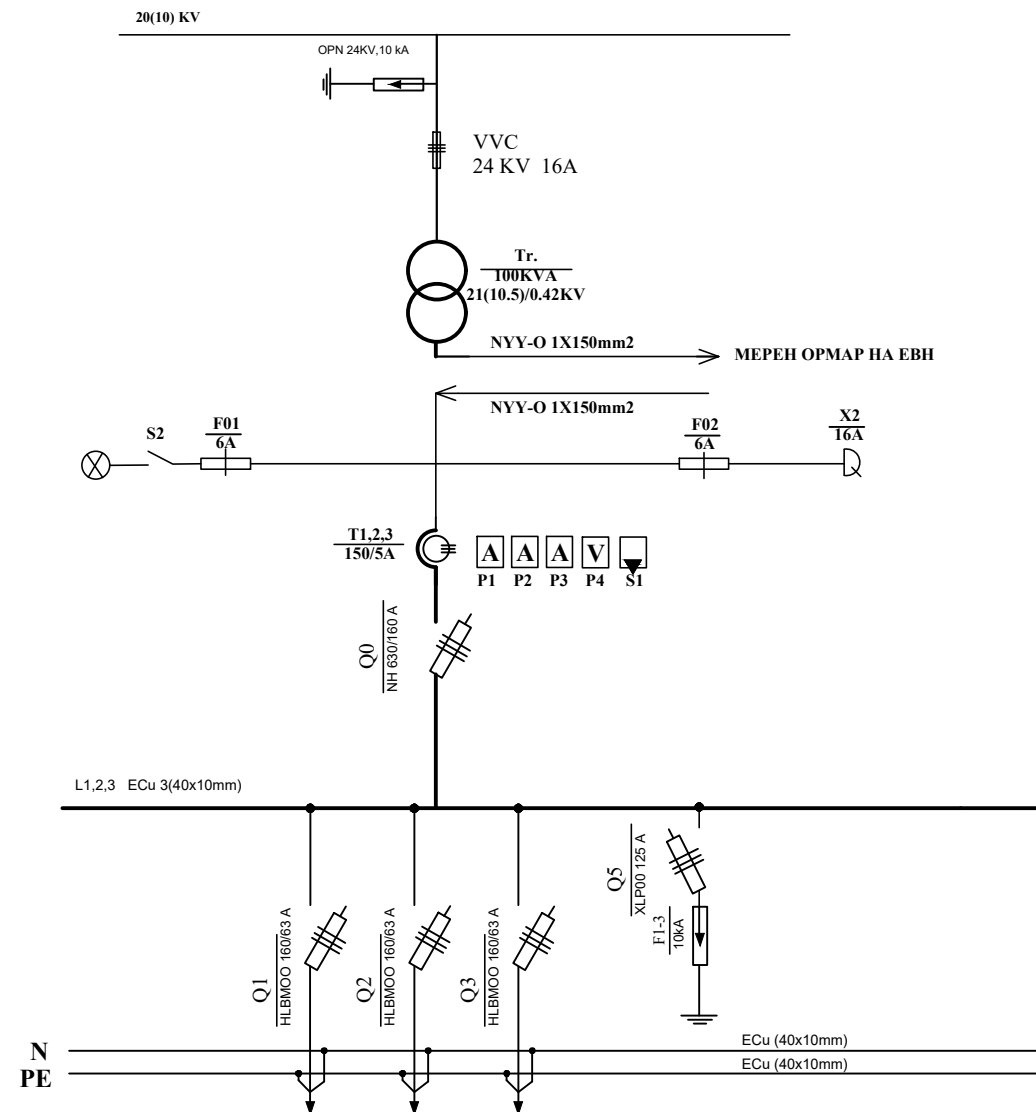 20(10) KV
OPN 24KV,10 kA
VVC
24 KV 16A
Tr.
100KVA
21(10.5)/0.42KV
NYY-O 1X150mm2
МЕРЕН ОРМАР НА ЕВН
NYY-O 1X150mm2
S2
F01
6A
F02
6A
X2
16A
T1,2,3
150/5A
A A A V
P1 P2 P3 P4 S1
Q0
NH 630/160 A
L1,2,3 ECu 3(40x10mm)
Q1
HLBMOO 160/63 A
Q2
HLBMOO 160/63 A
Q3
HLBMOO 160/63 A
Q5
XLP00 125 A
F1-3
10kA
N
ECu (40x10mm)
PE
ECu (40x10mm)